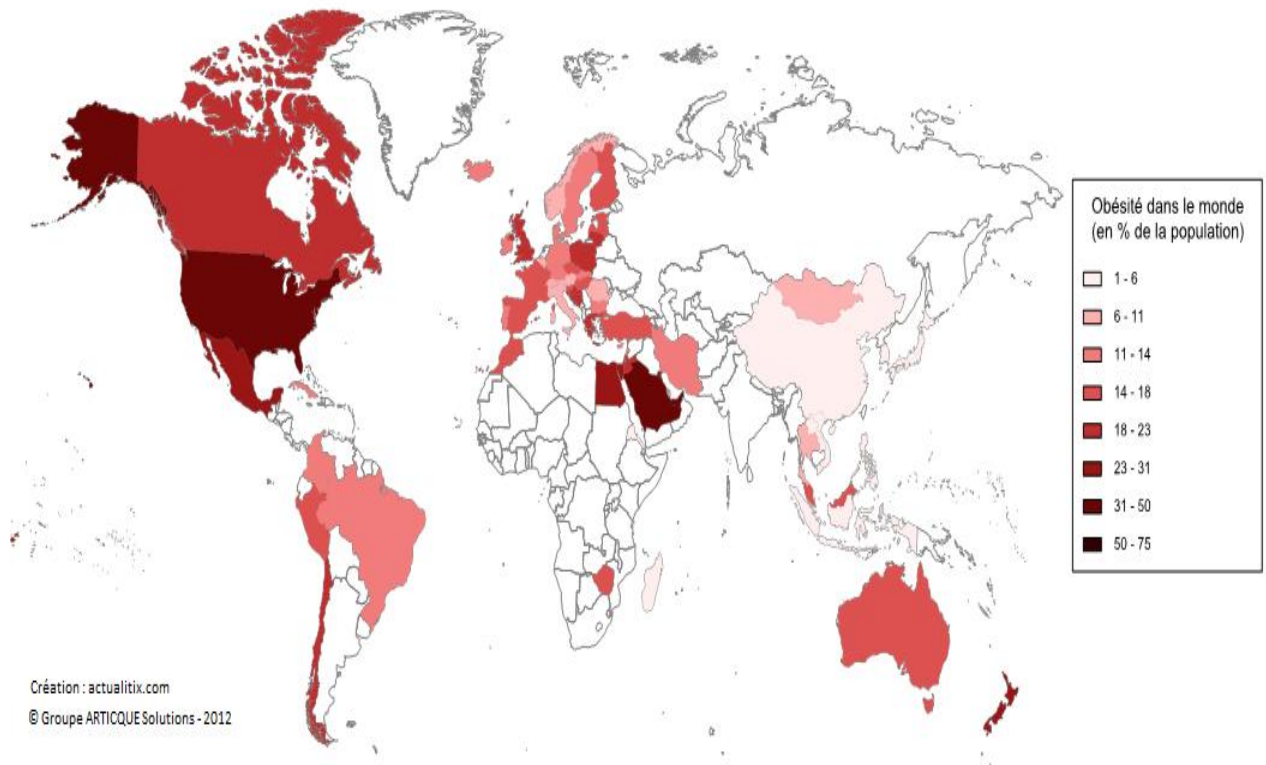 Obésité dans le monde
(en % de la population)
1 - 6
6 - 11
11 - 14
14 - 18
18 - 23
23 - 31
31 - 50
50 - 75
Création : actualitix.com
© Groupe ARTICQUE Solutions - 2012